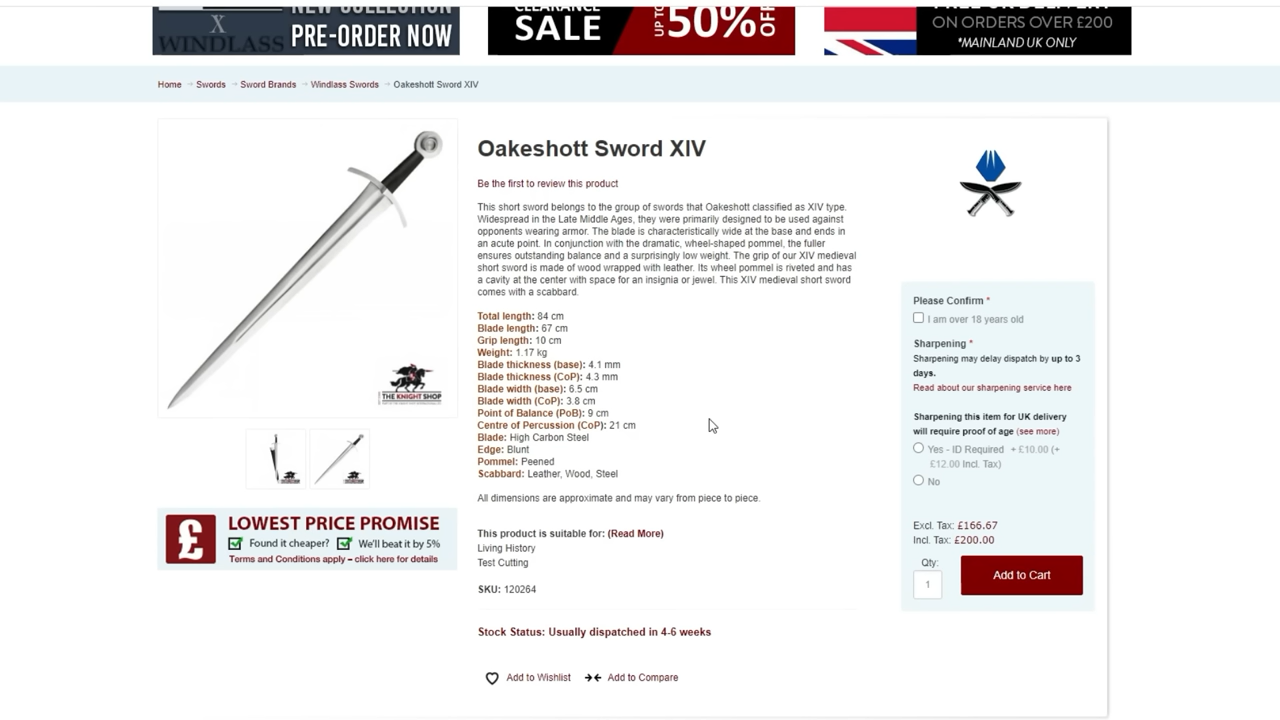 NEW COLLECTION
X
WINDLASS
PRE-ORDER NOW
CLEARANCE
SALE
UP TO
50%
OFF
ON ORDERS OVER £200
*MAINLAND UK ONLY
Home → Swords → Sword Brands → Windlass Swords → Oakeshott Sword XIV
Oakeshott Sword XIV
Be the first to review this product
This short sword belongs to the group of swords that Oakeshott classified as XIV type.
Widespread in the Late Middle Ages, they were primarily designed to be used against
opponents wearing armor. The blade is characteristically wide at the base and ends in
an acute point. In conjunction with the dramatic, wheel-shaped pommel, the fuller
ensures outstanding balance and a surprisingly low weight. The grip of our XIV medieval
short sword is made of wood wrapped with leather. Its wheel pommel is riveted and has
a cavity at the center with space for an insignia or jewel. This XIV medieval short sword
comes with a scabbard.
Total length: 84 cm
Blade length: 67 cm
Grip length: 10 cm
Weight: 1.17 kg
Blade thickness (base): 4.1 mm
Blade thickness (CoP): 4.3 mm
Blade width (base): 6.5 cm
Blade width (CoP): 3.8 cm
Point of Balance (PoB): 9 cm
Centre of Percussion (CoP): 21 cm
Blade: High Carbon Steel
Edge: Blunt
Pommel: Peened
Scabbard: Leather, Wood, Steel
All dimensions are approximate and may vary from piece to piece.
This product is suitable for: (Read More)
Living History
Test Cutting
SKU: 120264
Stock Status: Usually dispatched in 4-6 weeks
Add to Wishlist
Add to Compare
THE KNIGHT SHOP
£
LOWEST PRICE PROMISE
Found it cheaper? We'll beat it by 5%
Terms and Conditions apply – click here for details
Please Confirm *
I am over 18 years old
Sharpening *
Sharpening may delay dispatch by up to 3
days.
Read about our sharpening service here
Sharpening this item for UK delivery
will require proof of age (see more)
Yes - ID Required + £10.00 (+
£12.00 Incl. Tax)
No
Excl. Tax: £166.67
Incl. Tax: £200.00
Qty:
1
Add to Cart